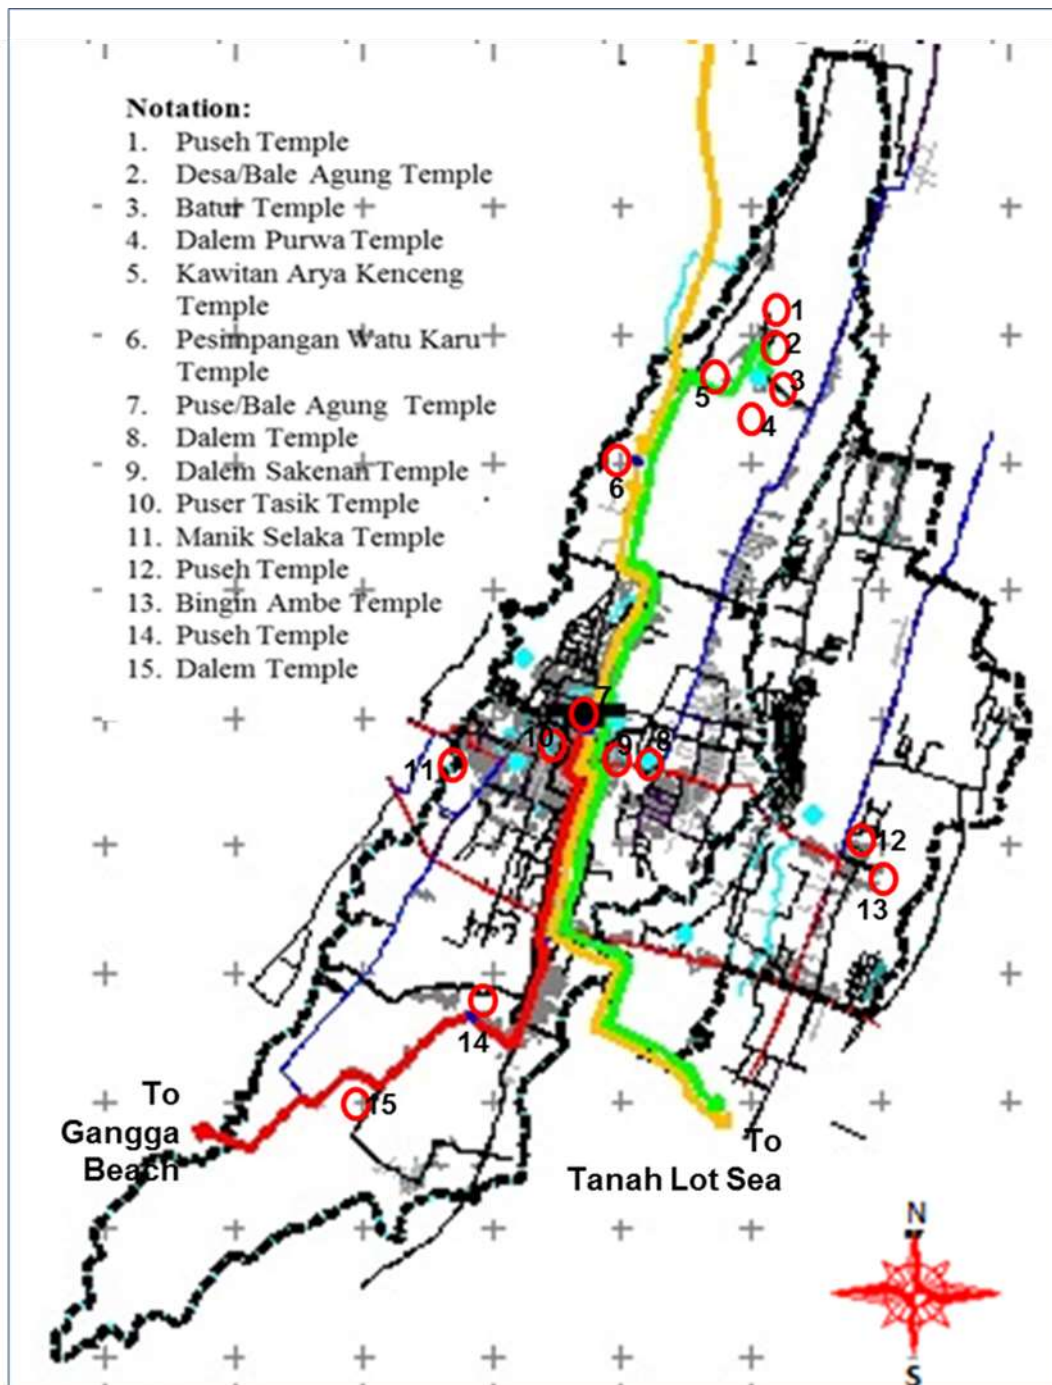 Notation:
1. Puseh Temple
2. Desa/Bale Agung Temple
3. Batur Temple
4. Dalem Purwa Temple
5. Kawitan Arya Kenceng
Temple
6. Pesimpangan Watu Karu
Temple
7. Puse/Bale Agung Temple
8. Dalem Temple
9. Dalem Sakenan Temple
10. Puser Tasik Temple
11. Manik Selaka Temple
12. Puseh Temple
13. Bingin Ambe Temple
14. Puseh Temple
15. Dalem Temple
1
2
3
5
4
6
7
10
9
8
11
12
13
14
15
To
Gangga
Beach
To
Tanah Lot Sea
N
S